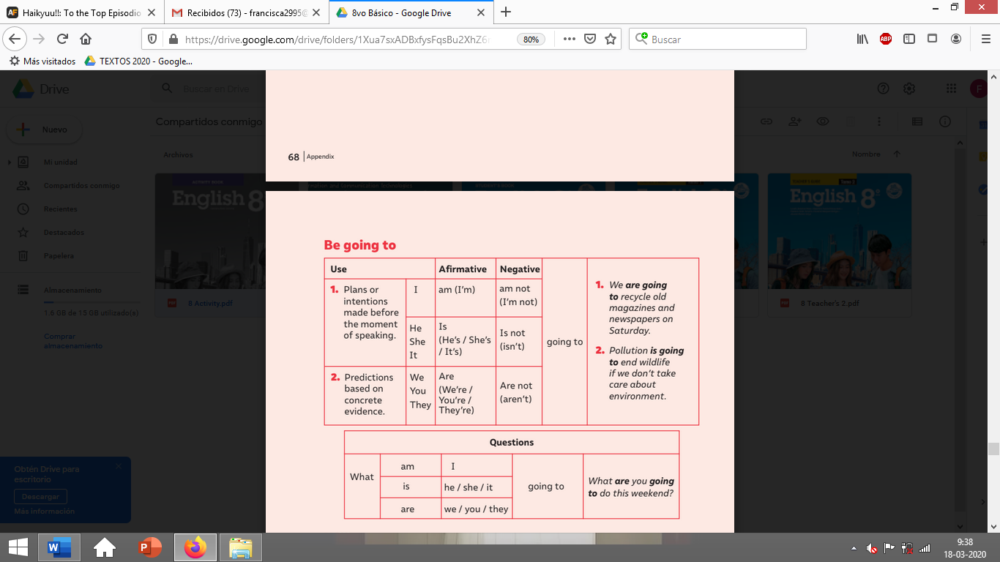 Haikyuu!!: To the Top Episodio
Recibidos (73) - francisca2995@
8vo Básico - Google Drive
https://drive.google.com/drive/folders/1Xua7sxADBxfysFqsBu2XhZ6
80%
Buscar
Más visitados
TEXTOS 2020 - Google...
Drive
Buscar en Drive
F
Nuevo
Compartidos conmigo
Mi unidad
Compartidos conmigo
Recientes
Destacados
Papelera
Almacenamiento
1.6 GB de 15 GB utilizado(a)
Comprar
almacenamiento
Archivos
Nombre
ACTIVITY BOOK
English 8
8 Activity.pdf
English 8°
8 Teacher's 2.pdf
68 | Appendix
Be going to
Use
Afirmative
Negative
1. Plans or
intentions
made before
the moment
of speaking.
I
am (I'm)
am not
(I'm not)
He
She
It
Is
(He's / She's
/ It's)
Is not
(isn't)
2. Predictions
based on
concrete
evidence.
We
You
They
Are
(We're /
You're /
They're)
Are not
(aren't)
going to
1. We are going
to recycle old
magazines and
newspapers on
Saturday.
2. Pollution is going
to end wildlife
if we don't take
care about
environment.
Questions
What
am
I
is
he / she / it
are
we / you / they
going to
What are you going
to do this weekend?
Obtén Drive para
escritorio
Descargar
Más información
9:38
18-03-2020